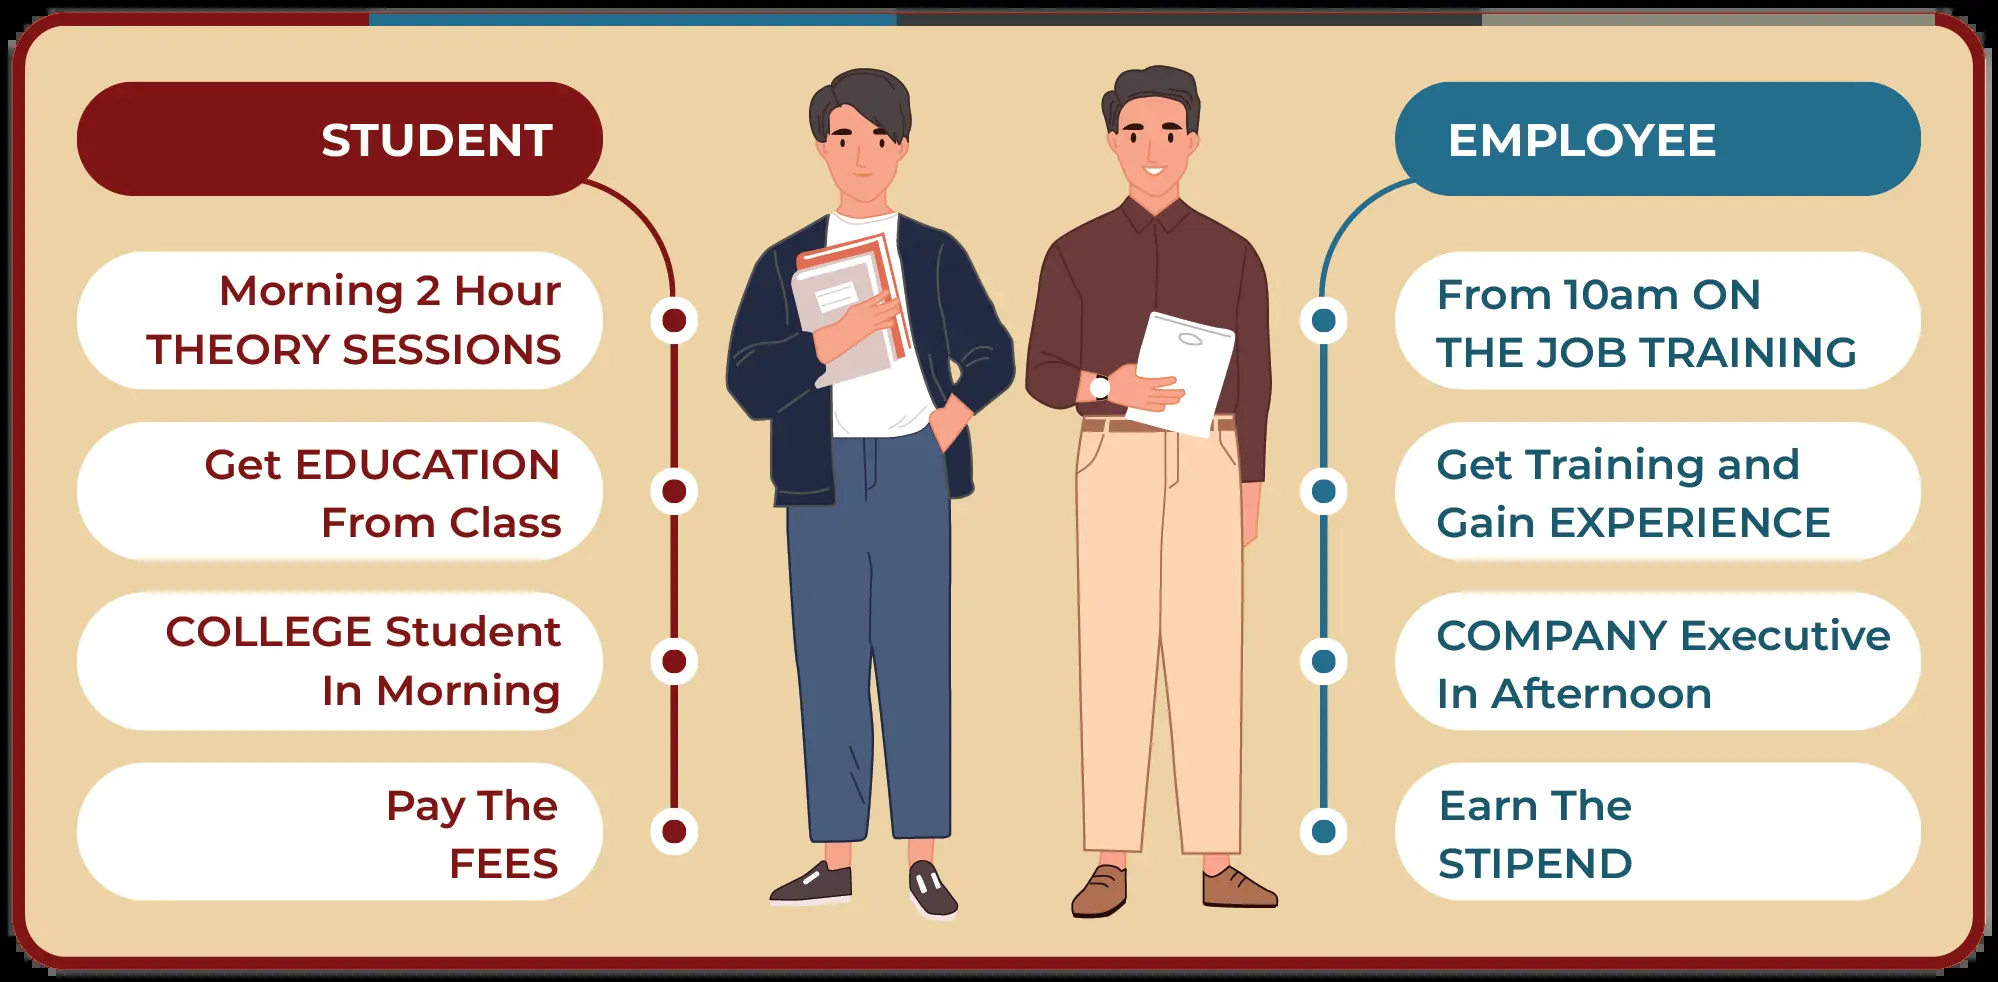 STUDENT
Morning 2 Hour
THEORY SESSIONS
Get EDUCATION
From Class
COLLEGE Student
In Morning
Pay The
FEES
EMPLOYEE
From 10am ON
THE JOB TRAINING
Get Training and
Gain EXPERIENCE
COMPANY Executive
In Afternoon
Earn The
STIPEND